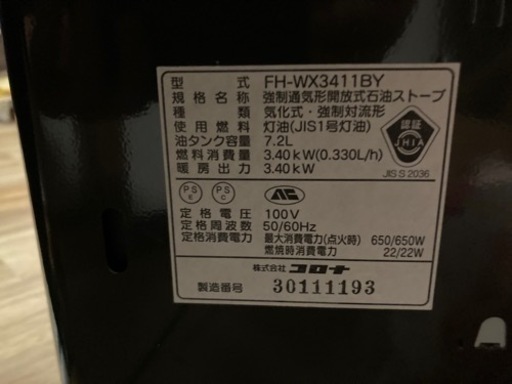 型式 FH-WX3411BY
規格名称 強制通気形開放式石油ストーブ
種類 気化式・強制対流形
使用燃料 灯油(JIS1号灯油)
油タンク容量 7.2L
燃料消費量 3.40kW(0.330L/h)
暖房出力 3.40kW
認証
JHIA
JIS S 2036
PS
E
PS
C
定格電圧 100V
定格周波数 50/60Hz
定格消費電力 最大消費電力(点火時) 650/650W
燃焼時消費電力 22/22W
株式会社 コロナ
製造番号 30111193